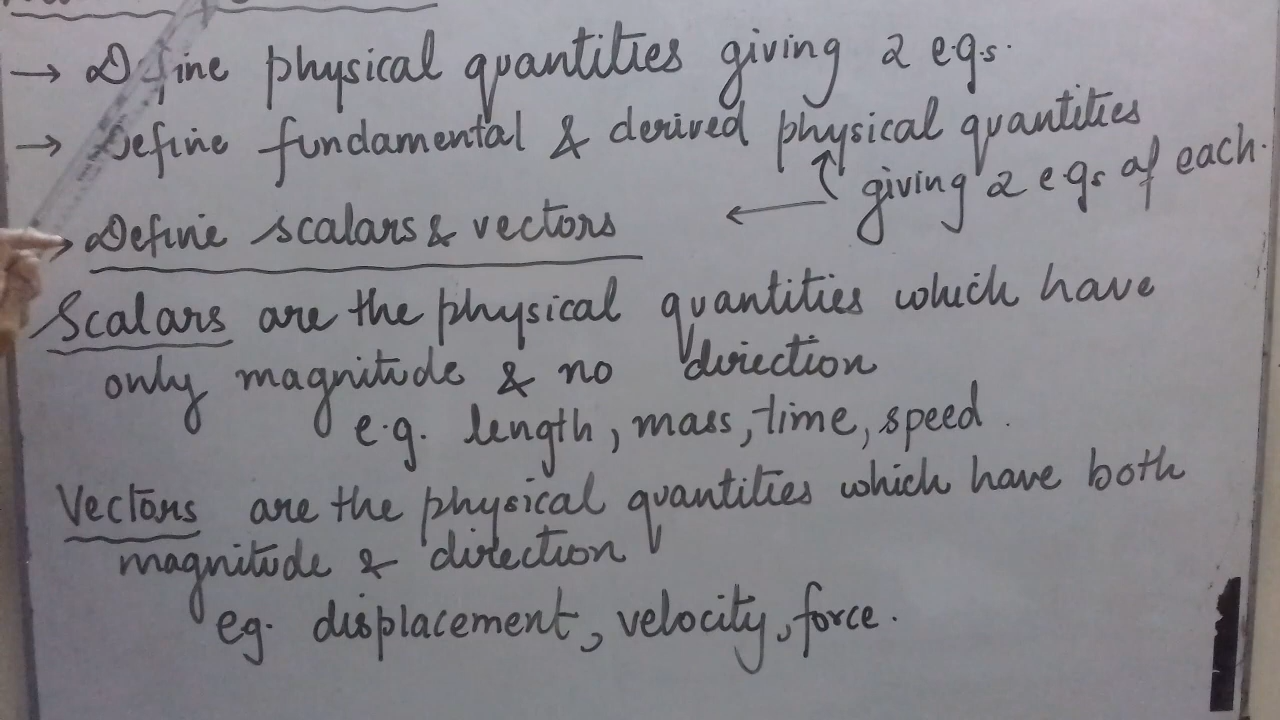 → Define physical quantities giving 2 e.g.s.
→ Define fundamental & derived physical quantities
giving 2 e.g.s of each.
→ Define scalars & vectors
Scalars are the physical quantities which have
only magnitude & no direction
e.g. length, mass, time, speed.
Vectors are the physical quantities which have both
magnitude & direction
eg. displacement, velocity, force.